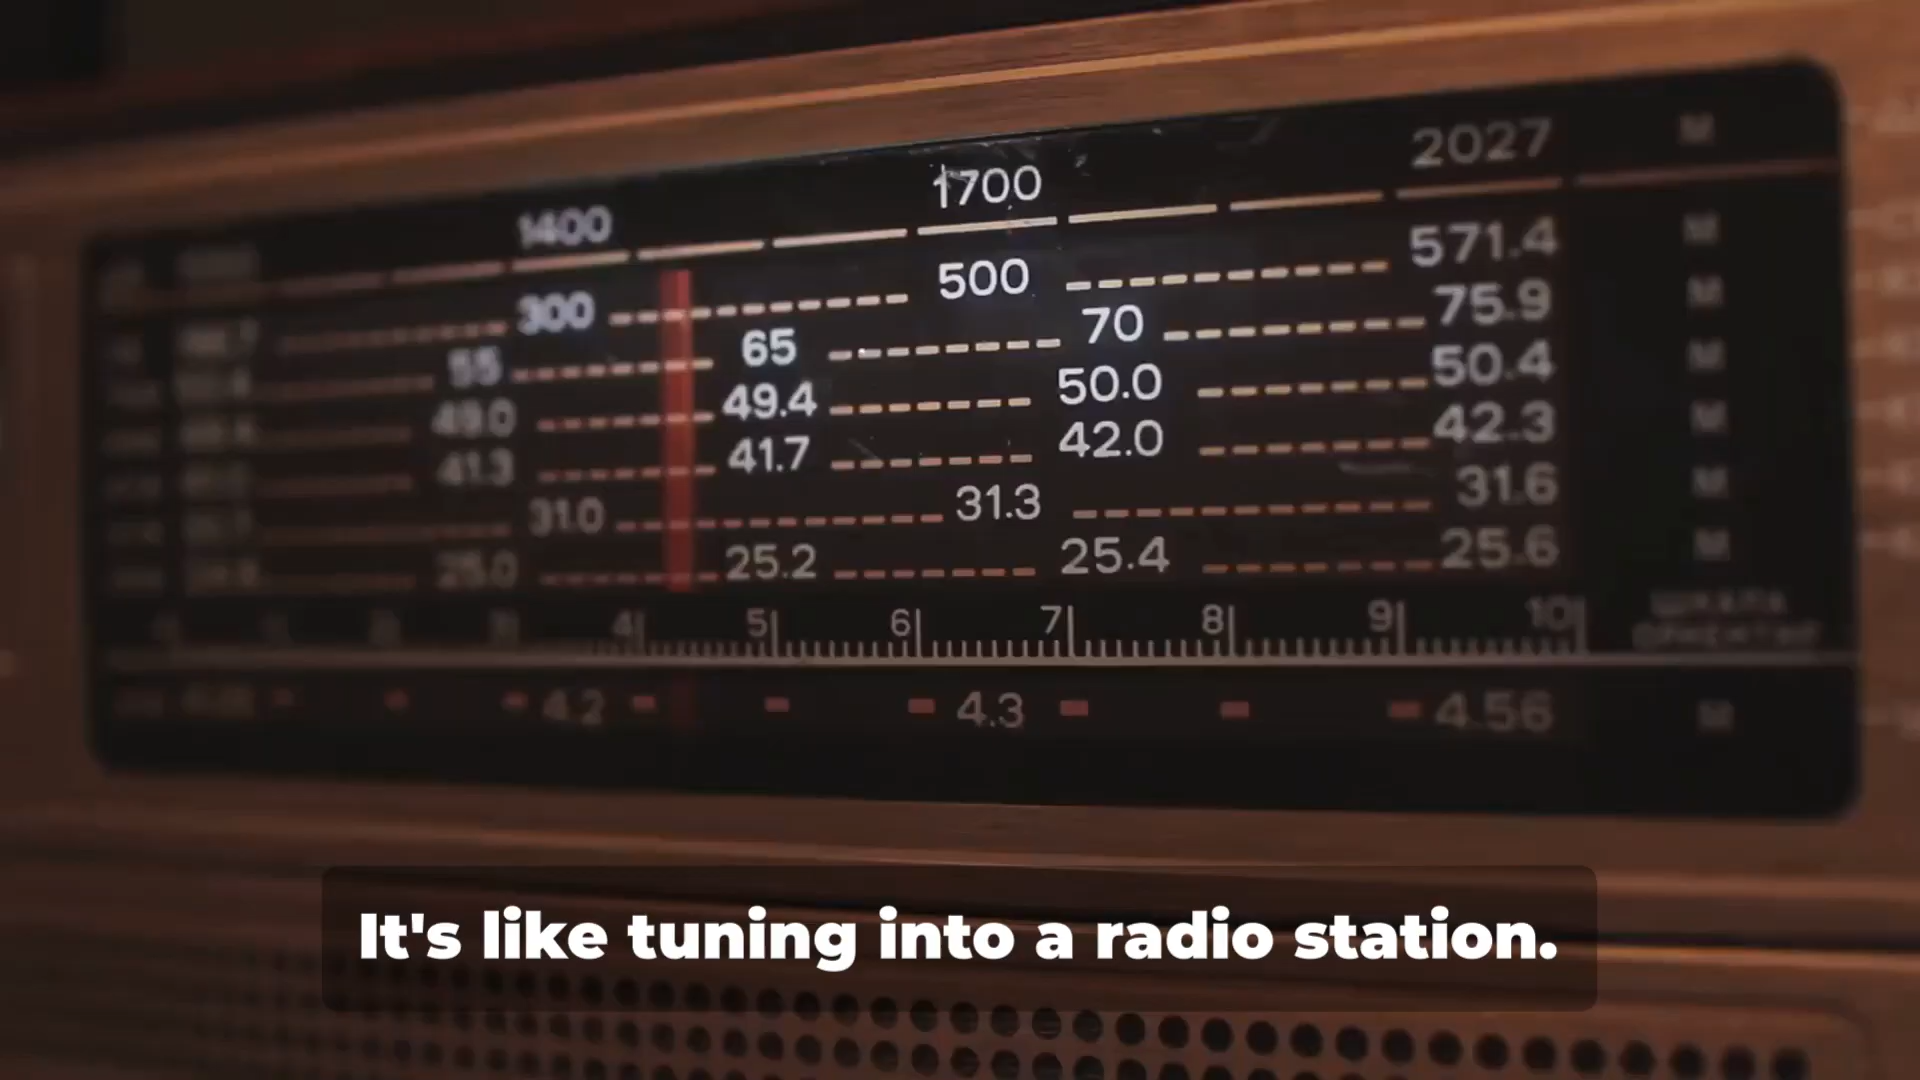 1400 1700 2027 М
300 500 571.4 М
55 65 70 75.9 М
49.0 49.4 50.0 50.4 М
41.3 41.7 42.0 42.3 М
31.0 31.3 31.6 М
25.0 25.2 25.4 25.6 М
4 5 6 7 8 9 10
ШКАЛА
4.2 4.3 4.56 М
It's like tuning into a radio station.